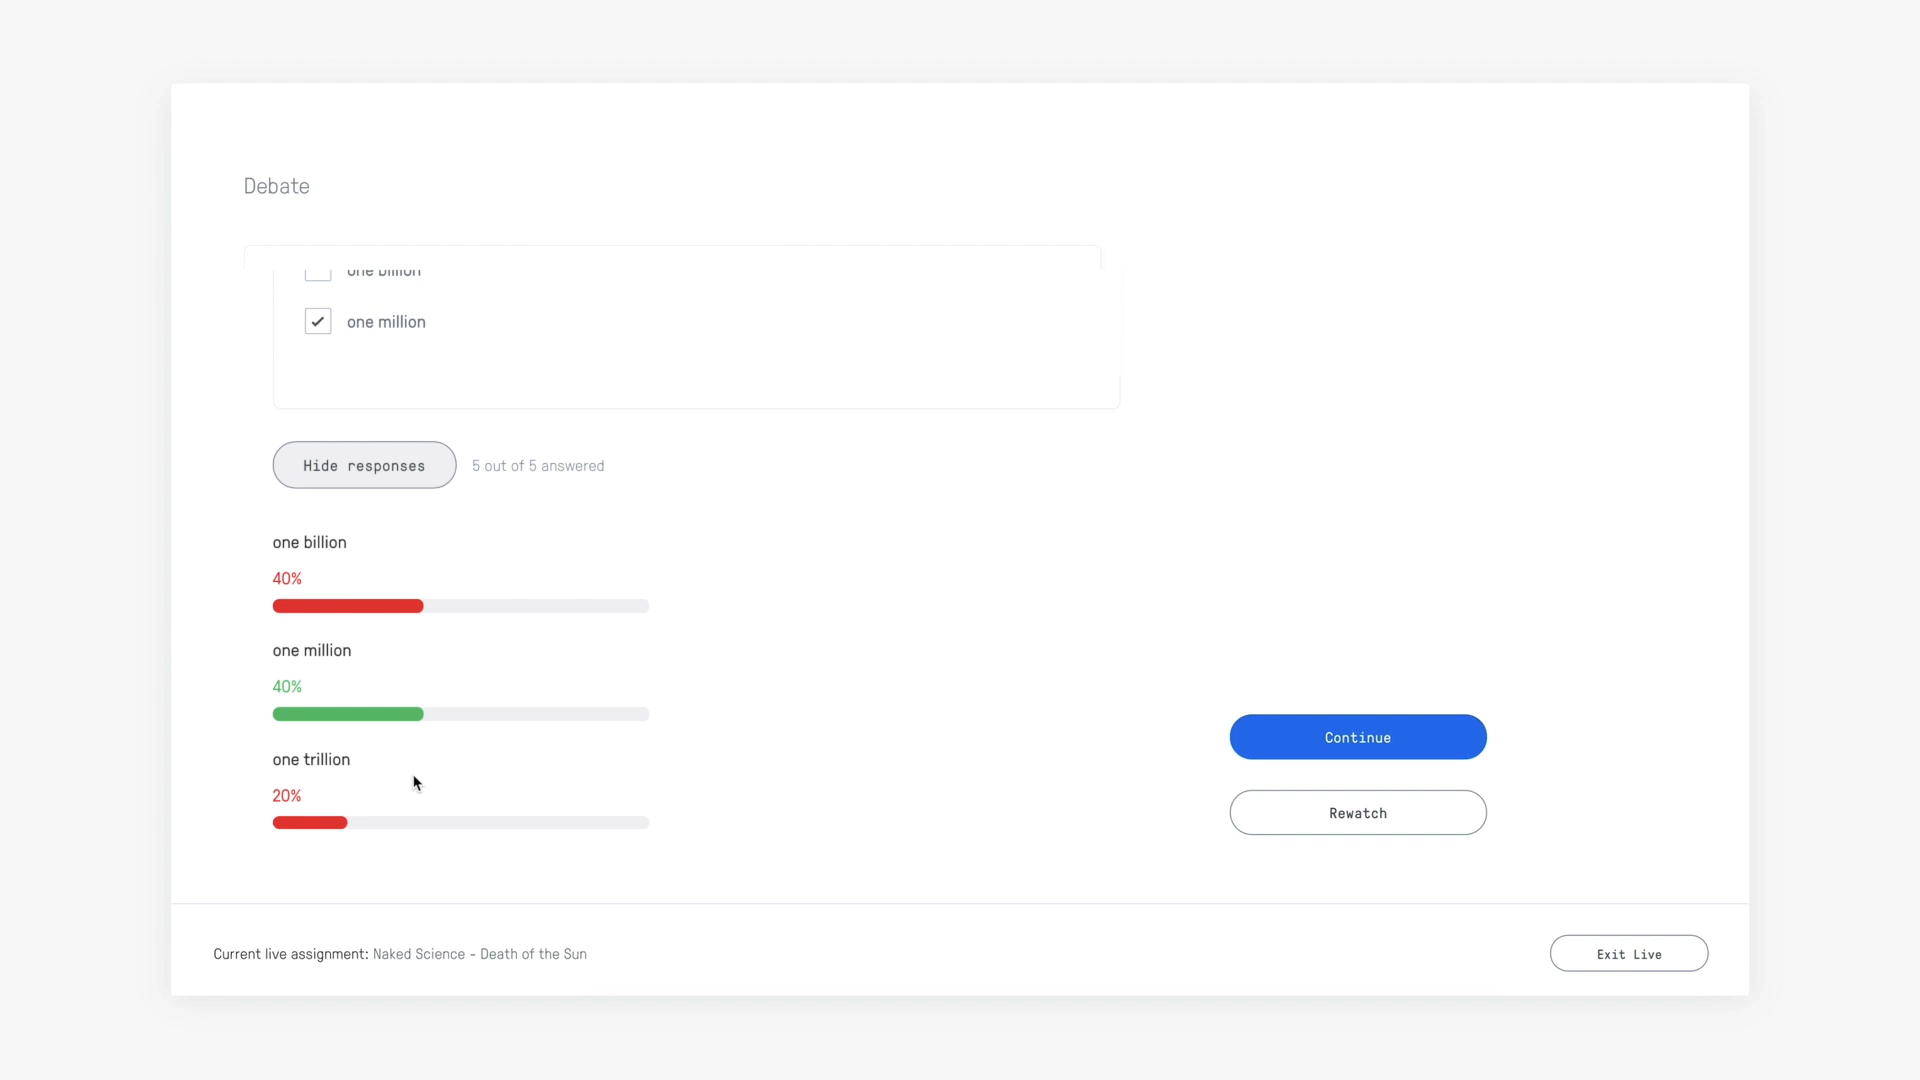 Debate
one billion
one million
Hide responses
5 out of 5 answered
one billion
40%
one million
40%
one trillion
20%
Continue
Rewatch
Current live assignment: Naked Science - Death of the Sun
Exit Live